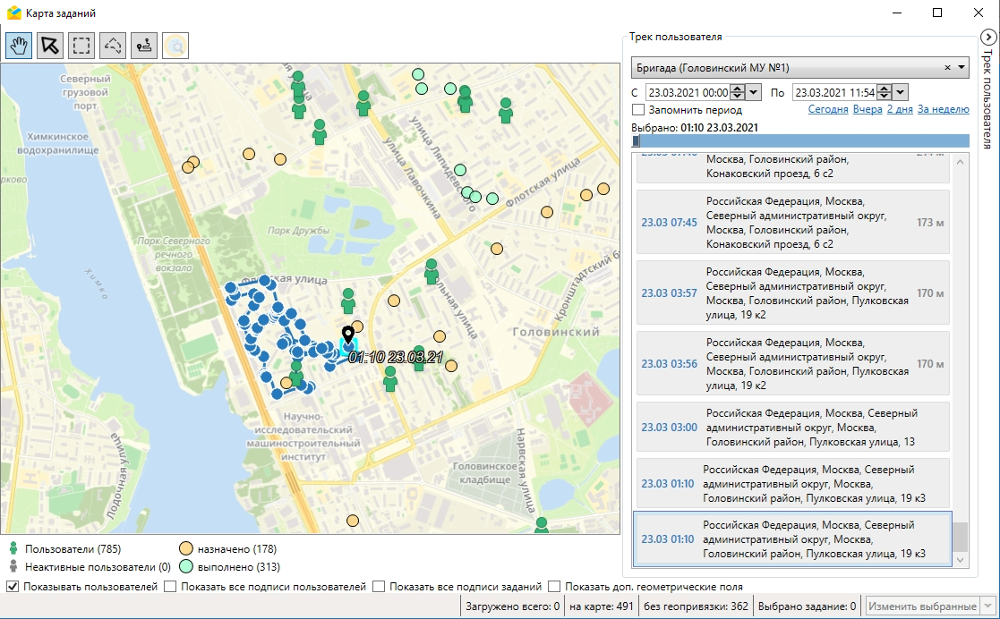 Карта заданий
Северный
грузовой
порт
Химкинское
водохранилище
Химка
Парк Северного
речного
вокзала
Парк Дружбы
улица Лавочкина
улица Ляпидевского
Флотская улица
Кронштадтский б
Головинский
Научно-
исследовательский
машиностроительный
институт
Лодочная улица
Нарвская улица
Головинское
кладбище
01:10 23.03.21
Пользователи (785)
назначено (178)
Неактивные пользователи (0)
выполнено (313)
Показывать пользователей
Показать все подписи пользователей
Показать все подписи заданий
Показать доп. геометрические поля
Трек пользователя
Бригада (Головинский МУ №1)
С 23.03.2021 00:00 По 23.03.2021 11:54
Запомнить период
Сегодня Вчера 2 дня За неделю
Выбрано: 01:10 23.03.2021
Москва, Головинский район,
Конаковский проезд, 6 с2
23.03 07:45
Российская Федерация, Москва,
Северный административный округ,
Москва, Головинский район,
Конаковский проезд, 6 с2
173 м
23.03 03:57
Российская Федерация, Москва,
Северный административный округ,
Москва, Головинский район, Пулковская
улица, 19 к2
170 м
23.03 03:56
Российская Федерация, Москва,
Северный административный округ,
Москва, Головинский район, Пулковская
улица, 19 к2
170 м
23.03 03:00
Российская Федерация, Москва, Северный
административный округ, Москва,
Головинский район, Пулковская улица, 13
23.03 01:10
Российская Федерация, Москва, Северный
административный округ, Москва,
Головинский район, Пулковская улица, 19 к3
23.03 01:10
Российская Федерация, Москва, Северный
административный округ, Москва,
Головинский район, Пулковская улица, 19 к3
Трек пользователя
Загружено всего: 0
на карте: 491
без геопривязки: 362
Выбрано задание: 0
Изменить выбранные